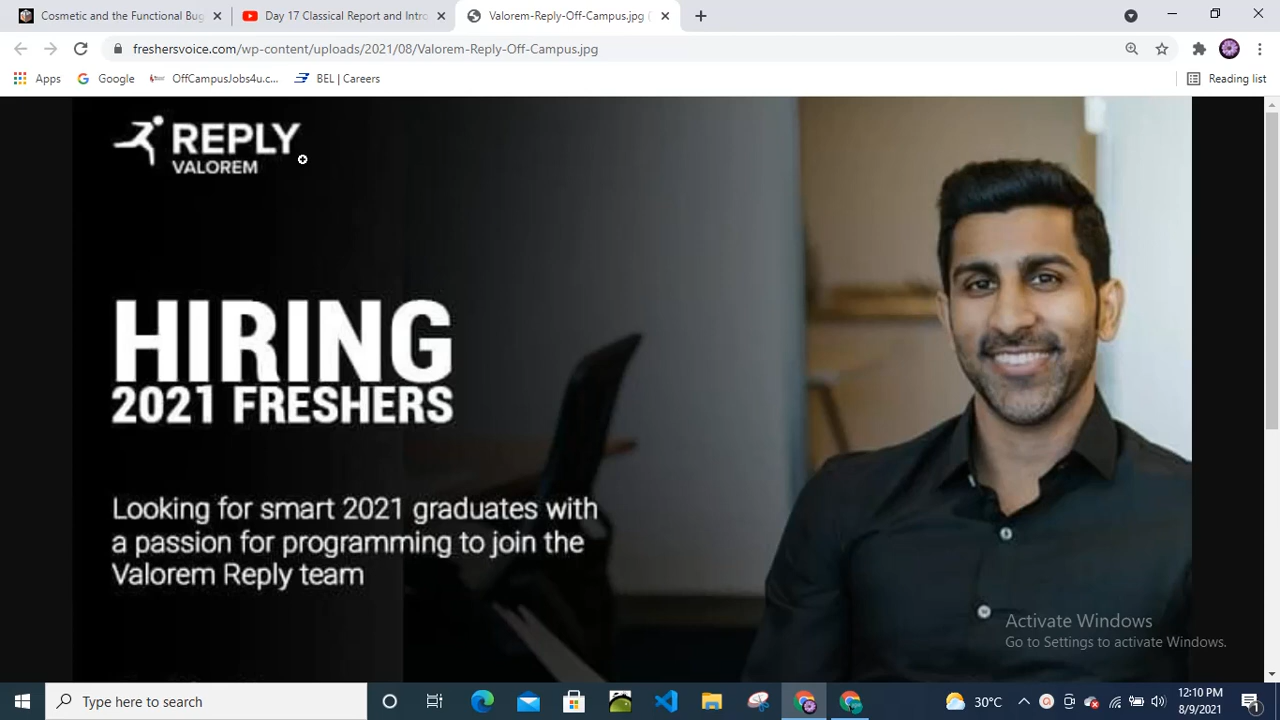 Cosmetic and the Functional Bug
Day 17 Classical Report and Intro
Valorem-Reply-Off-Campus.jpg (
freshersvoice.com/wp-content/uploads/2021/08/Valorem-Reply-Off-Campus.jpg
Apps
Google
OffCampusJobs4u.c...
BEL | Careers
Reading list
REPLY
VALOREM
HIRING
2021 FRESHERS
Looking for smart 2021 graduates with
a passion for programming to join the
Valorem Reply team
Activate Windows
Go to Settings to activate Windows.
Type here to search
30°C
12:10 PM
8/9/2021
1